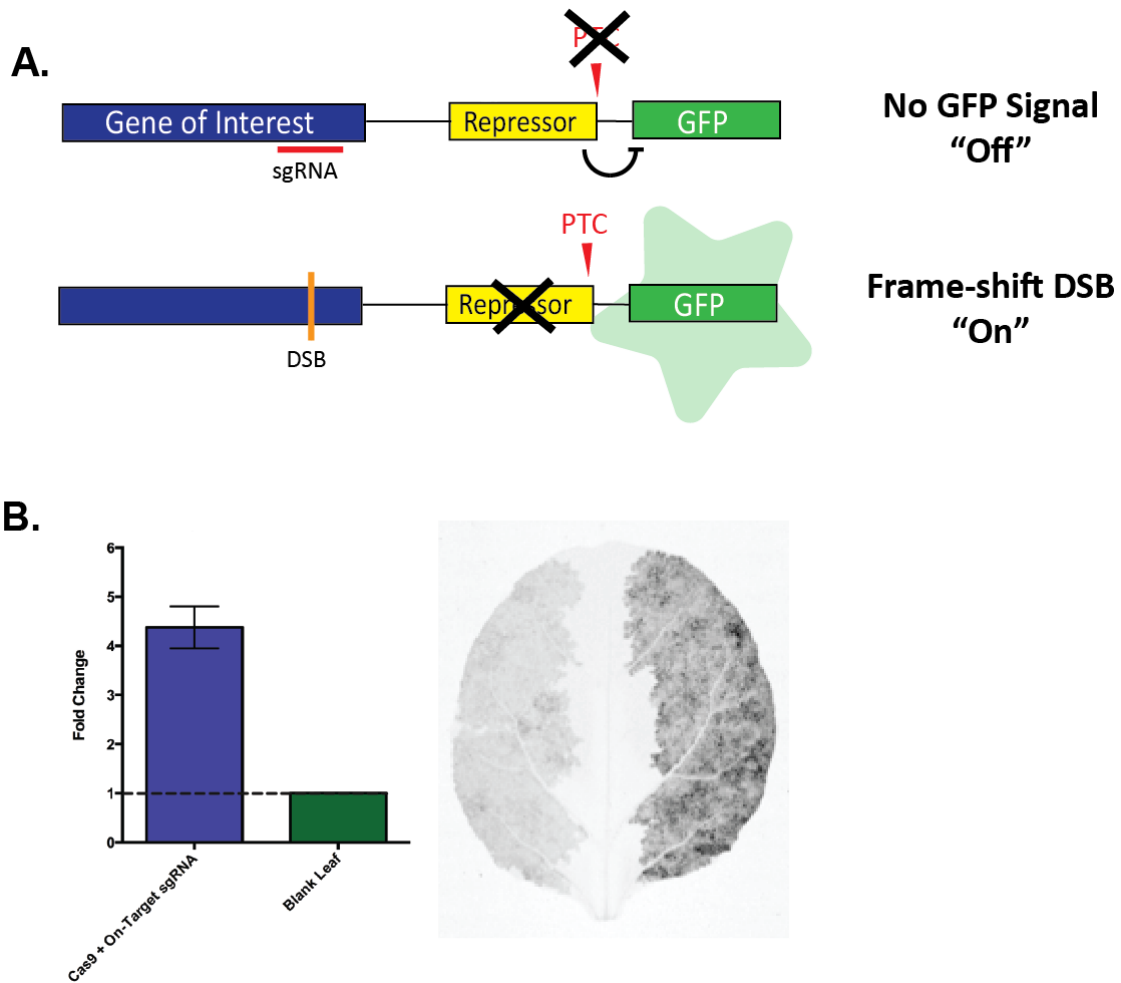 A.
PTC
Gene of Interest
Repressor
GFP
sgRNA
No GFP Signal
“Off”
PTC
Repressor
GFP
DSB
Frame-shift DSB
“On”
B.
Fold Change
6
5
4
3
2
1
0
Cas9 + On-Target sgRNA
Blank Leaf